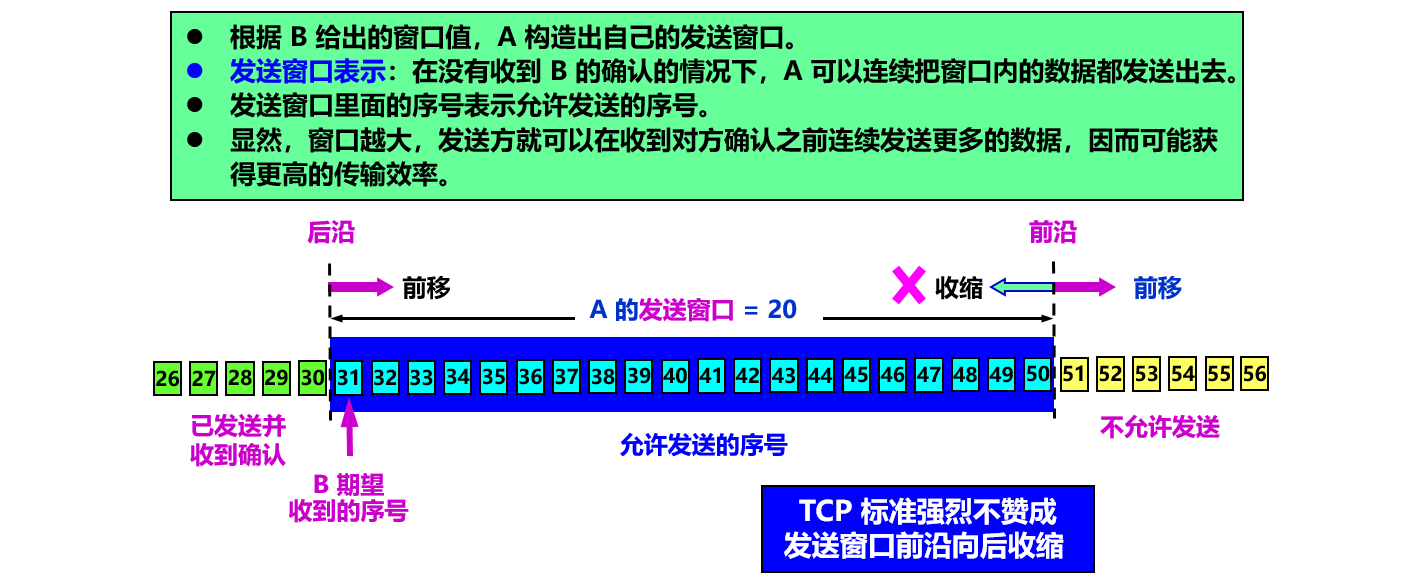 ● 根据 B 给出的窗口值，A 构造出自己的发送窗口。
● 发送窗口表示：在没有收到 B 的确认的情况下，A 可以连续把窗口内的数据都发送出去。
● 发送窗口里面的序号表示允许发送的序号。
● 显然，窗口越大，发送方就可以在收到对方确认之前连续发送更多的数据，因而可能获
得更高的传输效率。
后沿
前沿
前移
收缩
前移
A 的发送窗口 = 20
26 27 28 29 30 31 32 33 34 35 36 37 38 39 40 41 42 43 44 45 46 47 48 49 50 51 52 53 54 55 56
已发送并
收到确认
允许发送的序号
不允许发送
B 期望
收到的序号
TCP 标准强烈不赞成
发送窗口前沿向后收缩